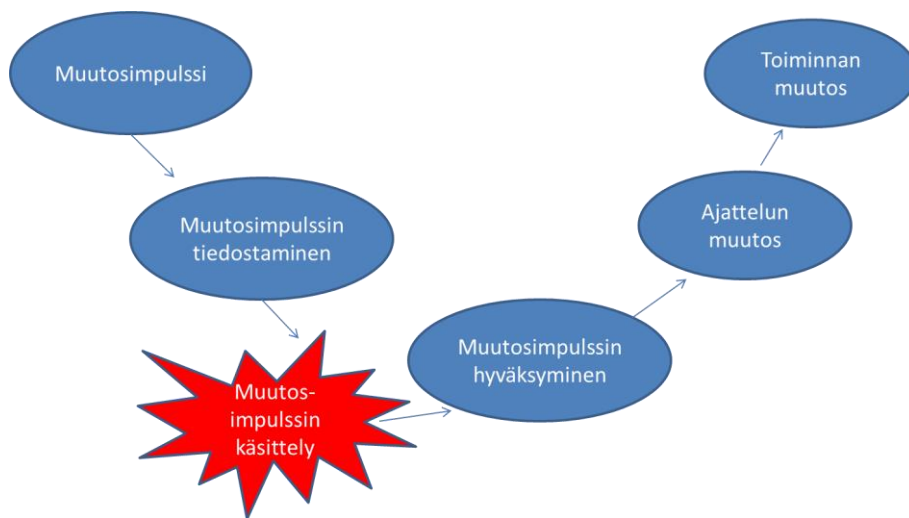 Muutosimpulssi
Muutosimpulssin
tiedostaminen
Muutos-
impulssin
käsittely
Muutosimpulssin
hyväksyminen
Ajattelun
muutos
Toiminnan
muutos